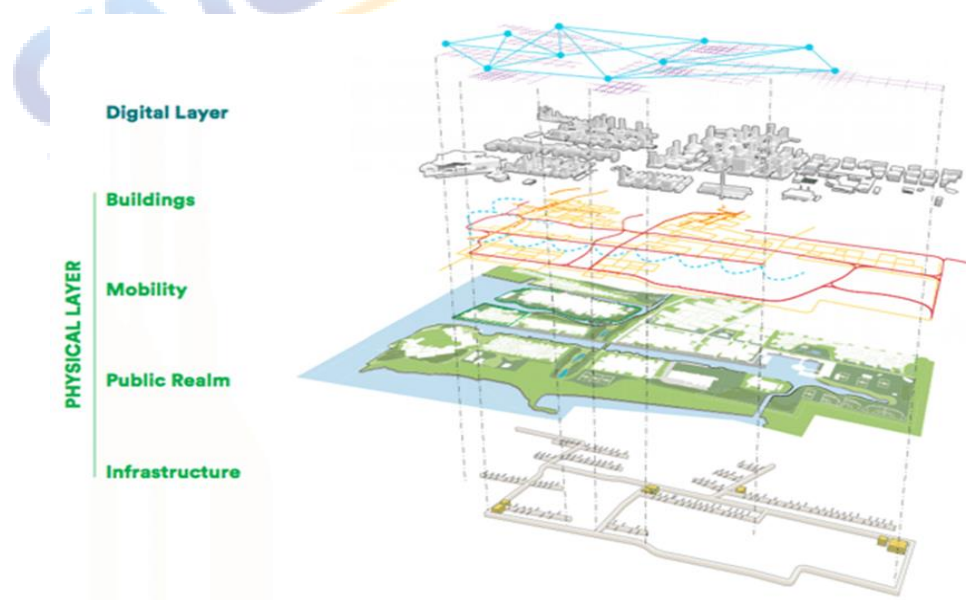 Digital Layer
Buildings
Mobility
PHYSICAL LAYER
Public Realm
Infrastructure